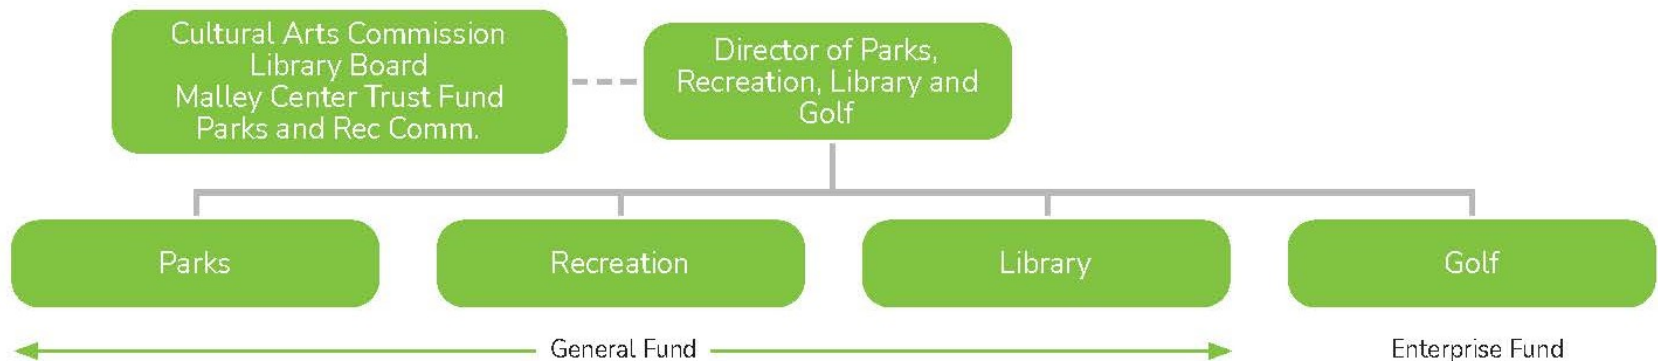 Cultural Arts Commission
Library Board
Malley Center Trust Fund
Parks and Rec Comm.
Director of Parks,
Recreation, Library and
Golf
Parks
Recreation
Library
Golf
General Fund
Enterprise Fund